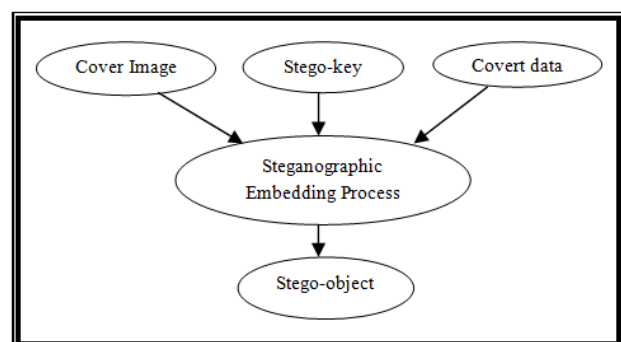 Cover Image
Stego-key
Covert data
Steganographic
Embedding Process
Stego-object